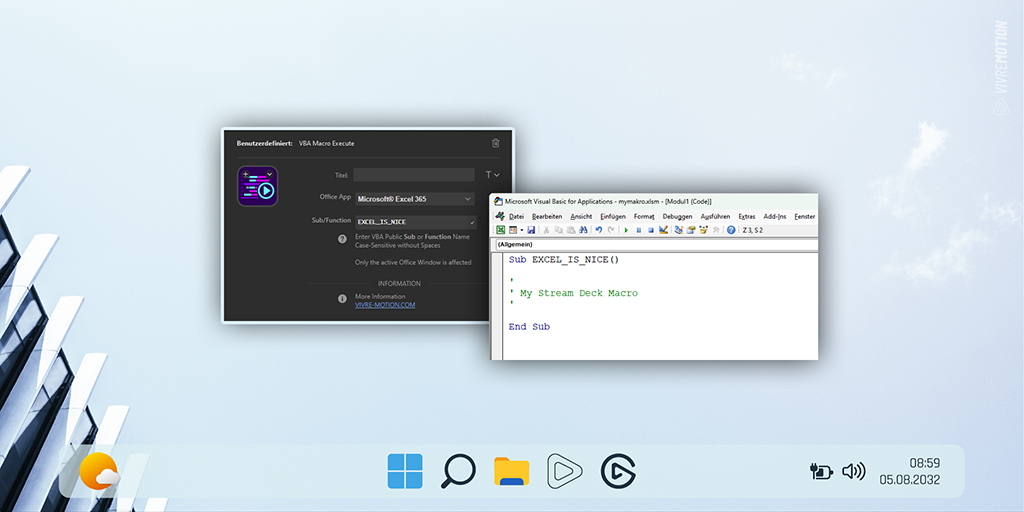 VIVREMOTION
Benutzerdefiniert: VBA Macro Execute
Titel:
T
Office App
Microsoft® Excel 365
Sub/Function
EXCEL_IS_NICE
? Enter VBA Public Sub or Function Name
Case-Sensitive without Spaces
Only the active Office Window is affected
INFORMATION
More Information
VIVRE-MOTION.COM
Microsoft Visual Basic for Applications - mymakro.xlsm - [Modul1 (Code)]
Datei Bearbeiten Ansicht Einfügen Format Debuggen Ausführen Extras Add-Ins Fenster
Z 3, S 2
(Allgemein)
Sub EXCEL_IS_NICE()
'
' My Stream Deck Macro
'
End Sub
08:59
05.08.2032